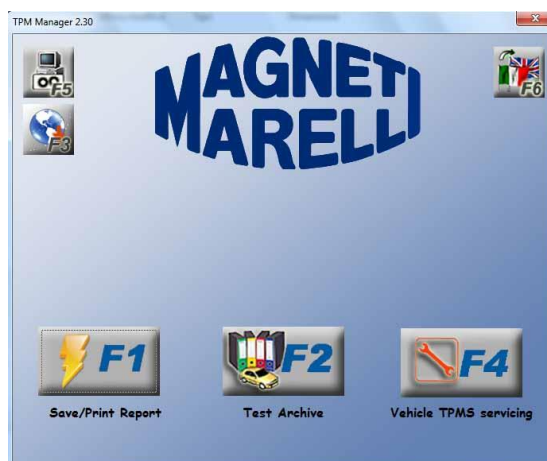 TPM Manager 2.30
F5
F6
F3
MAGNETI
MARELLI
F1
F2
F4
Save/Print Report
Test Archive
Vehicle TPMS servicing